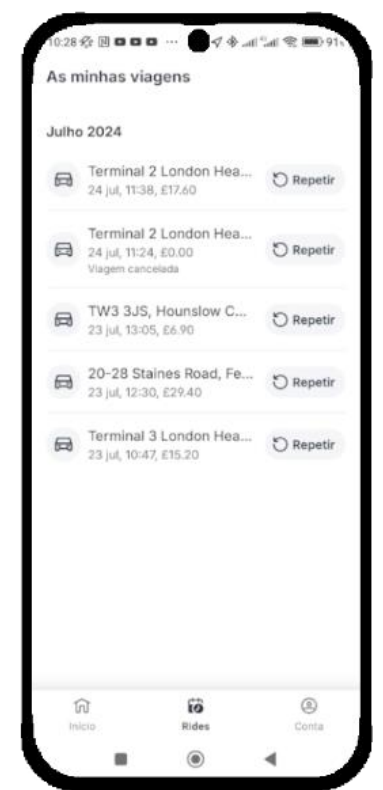 10:28 ... 91%
As minhas viagens
Julho 2024
Terminal 2 London Hea...
24 jul, 11:38, £17.60
Repetir
Terminal 2 London Hea...
24 jul, 11:24, £0.00
Viagem cancelada
Repetir
TW3 3JS, Hounslow C...
23 jul, 13:05, £6.90
Repetir
20-28 Staines Road, Fe...
23 jul, 12:30, £29.40
Repetir
Terminal 3 London Hea...
23 jul, 10:47, £15.20
Repetir
Início
Rides
Conta